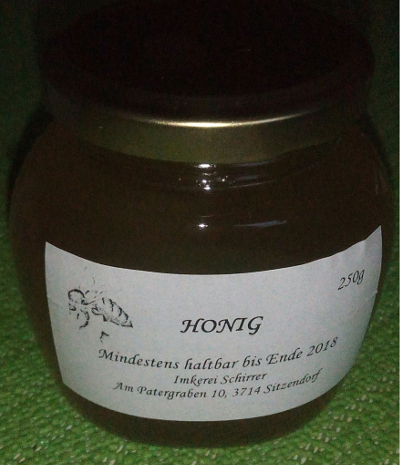 250g
HONIG
Mindestens haltbar bis Ende 2018
Imkerei Schirrer
Am Patergraben 10, 3714 Sitzendorf